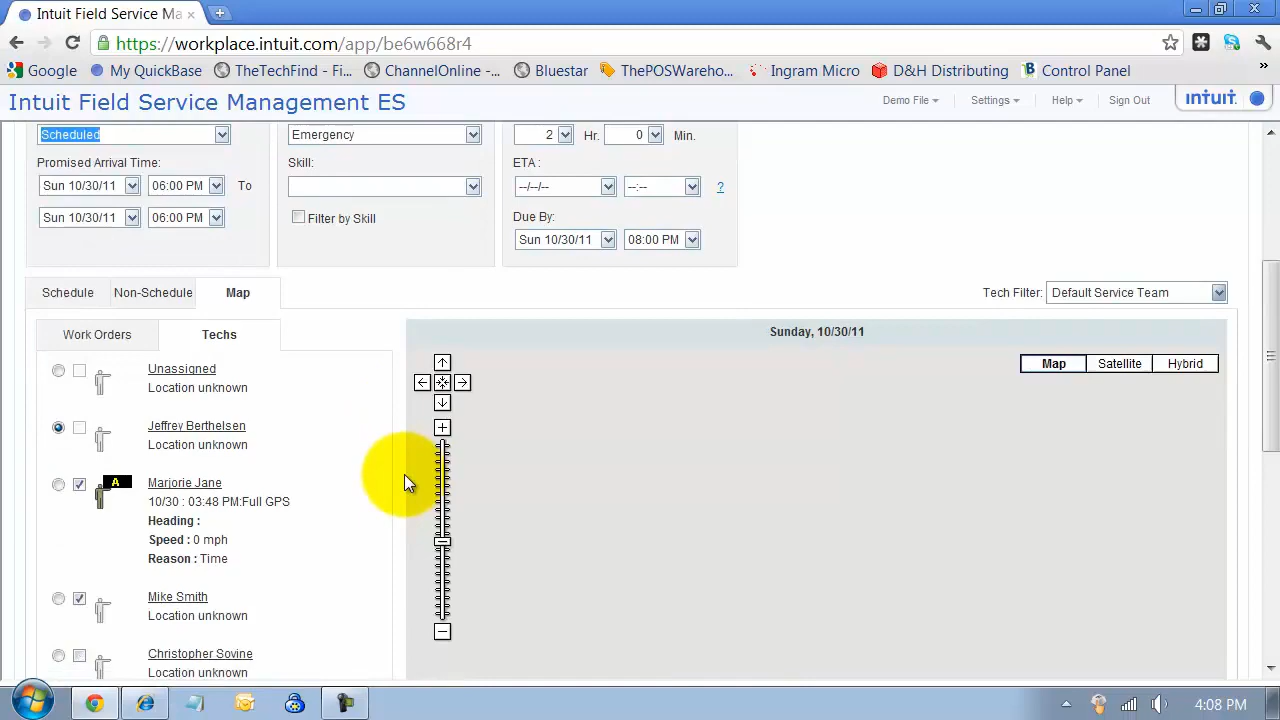 Intuit Field Service Ma
https://workplace.intuit.com/app/be6w668r4
Google My QuickBase TheTechFind - Fi... ChannelOnline -... Bluestar ThePOSWareho... Ingram Micro D&H Distributing Control Panel »
Intuit Field Service Management ES Demo File Settings Help Sign Out intuit.
Scheduled Emergency 2 Hr. 0 Min.
Promised Arrival Time: Skill: ETA :
Sun 10/30/11 06:00 PM To --/--/-- --:-- ?
Sun 10/30/11 06:00 PM Filter by Skill Due By:
Sun 10/30/11 08:00 PM
Schedule Non-Schedule Map Tech Filter: Default Service Team
Work Orders Techs Sunday, 10/30/11
Map Satellite Hybrid
Unassigned
Location unknown
Jeffrey Berthelsen
Location unknown
A Marjorie Jane
10/30 : 03:48 PM:Full GPS
Heading :
Speed : 0 mph
Reason : Time
Mike Smith
Location unknown
Christopher Sovine
Location unknown
4:08 PM